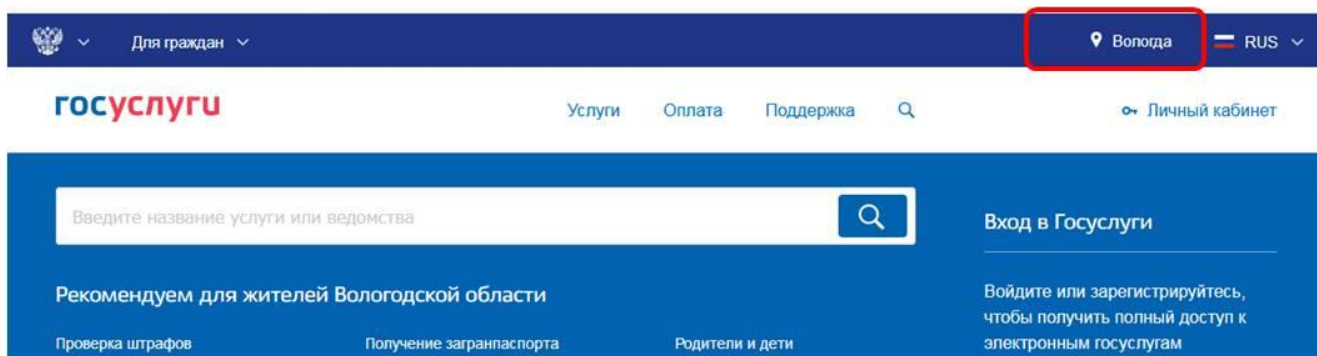 Для граждан
Вологда
RUS
госуслуги
Услуги Оплата Поддержка
Личный кабинет
Введите название услуги или ведомства
Рекомендуем для жителей Вологодской области
Проверка штрафов Получение загранпаспорта Родители и дети
Вход в Госуслуги
Войдите или зарегистрируйтесь,
чтобы получить полный доступ к
электронным госуслугам